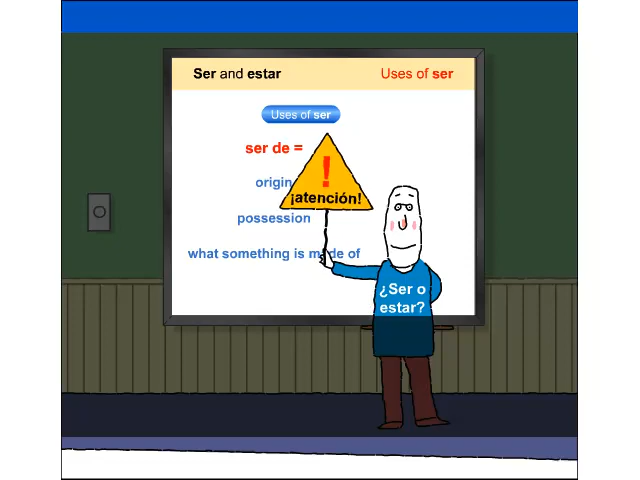 Ser and estar
Uses of ser
Uses of ser
ser de =
origin
!
¡atención!
possession
what something is made of
¿Ser o
estar?